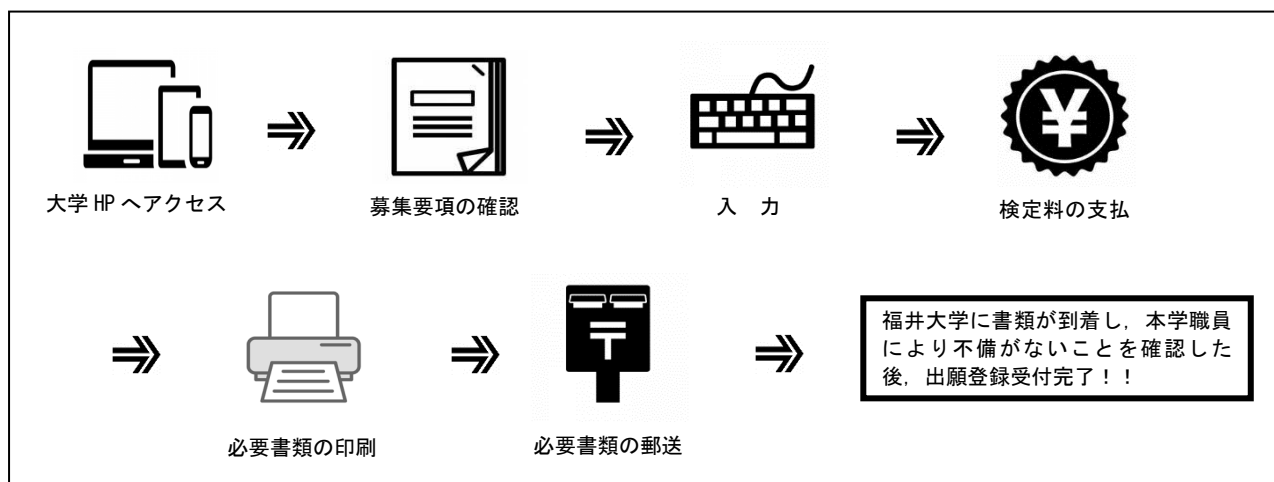 大学 HP へアクセス
募集要項の確認
入　力
検定料の支払
必要書類の印刷
必要書類の郵送
福井大学に書類が到着し，本学職員
により不備がないことを確認した
後，出願登録受付完了！！